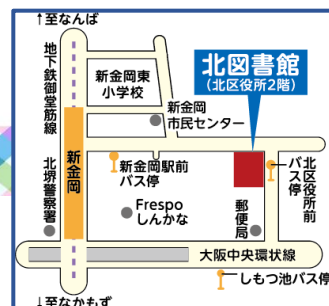 ↑至なんば
地下鉄御堂筋線
新金岡東
小学校
北図書館
(北区役所2階)
新金岡
市民センター
新金岡
新金岡駅前
バス停
北区役所前
バス停
北堺警察署
Frespo
しんかな
郵便局
大阪中央環状線
しもつ池バス停
↓至なかもず